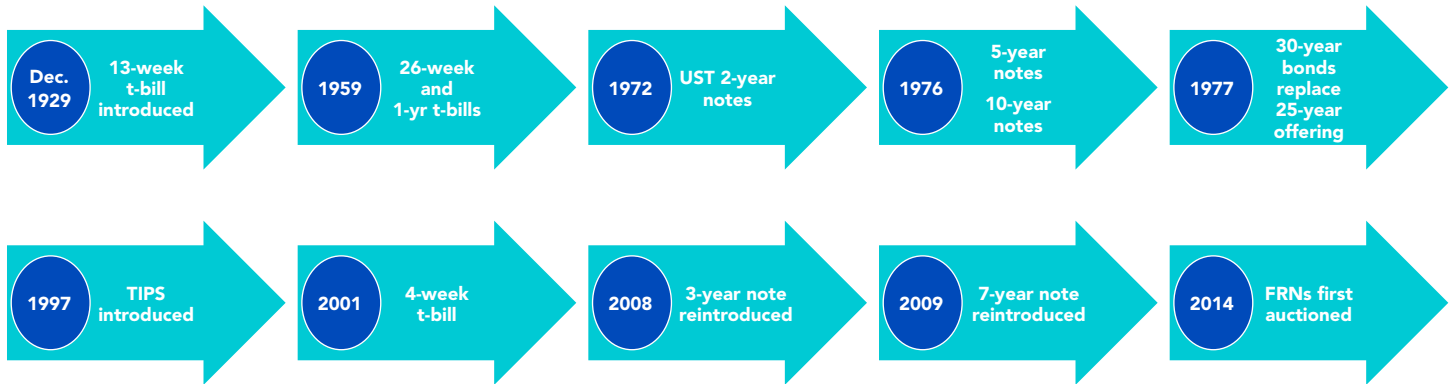 Dec.
1929
13-week
t-bill
introduced
1959
26-week
and
1-yr t-bills
1972
UST 2-year
notes
1976
5-year
notes
10-year
notes
1977
30-year
bonds
replace
25-year
offering
1997
TIPS
introduced
2001
4-week
t-bill
2008
3-year note
reintroduced
2009
7-year note
reintroduced
2014
FRNs first
auctioned